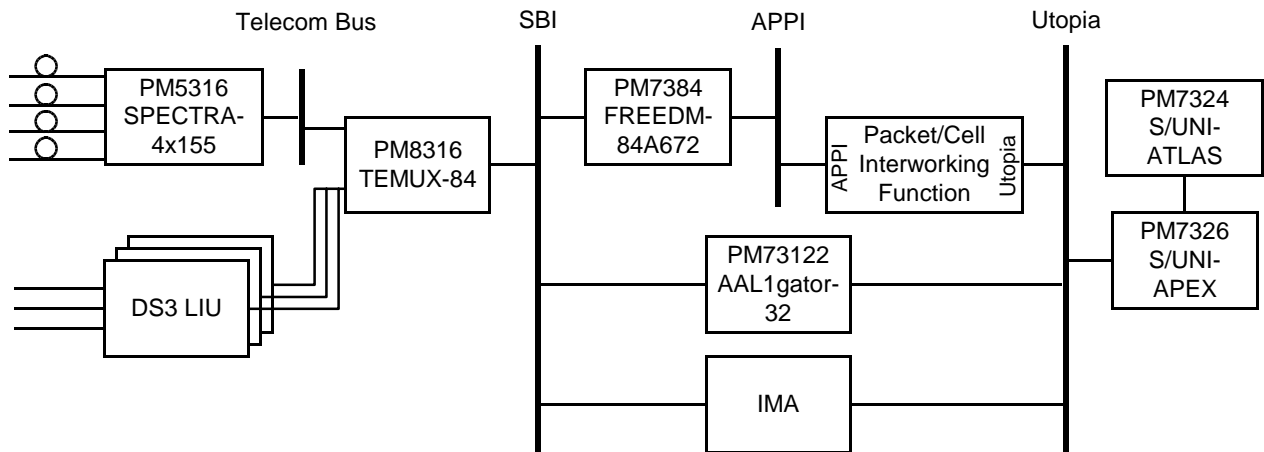 Telecom Bus
SBI
APPI
Utopia
PM5316
SPECTRA-
4x155
PM8316
TEMUX-84
DS3 LIU
PM7384
FREEDM-
84A672
APPI
Packet/Cell
Interworking
Function
Utopia
PM73122
AAL1gator-
32
IMA
PM7324
S/UNI-
ATLAS
PM7326
S/UNI-
APEX